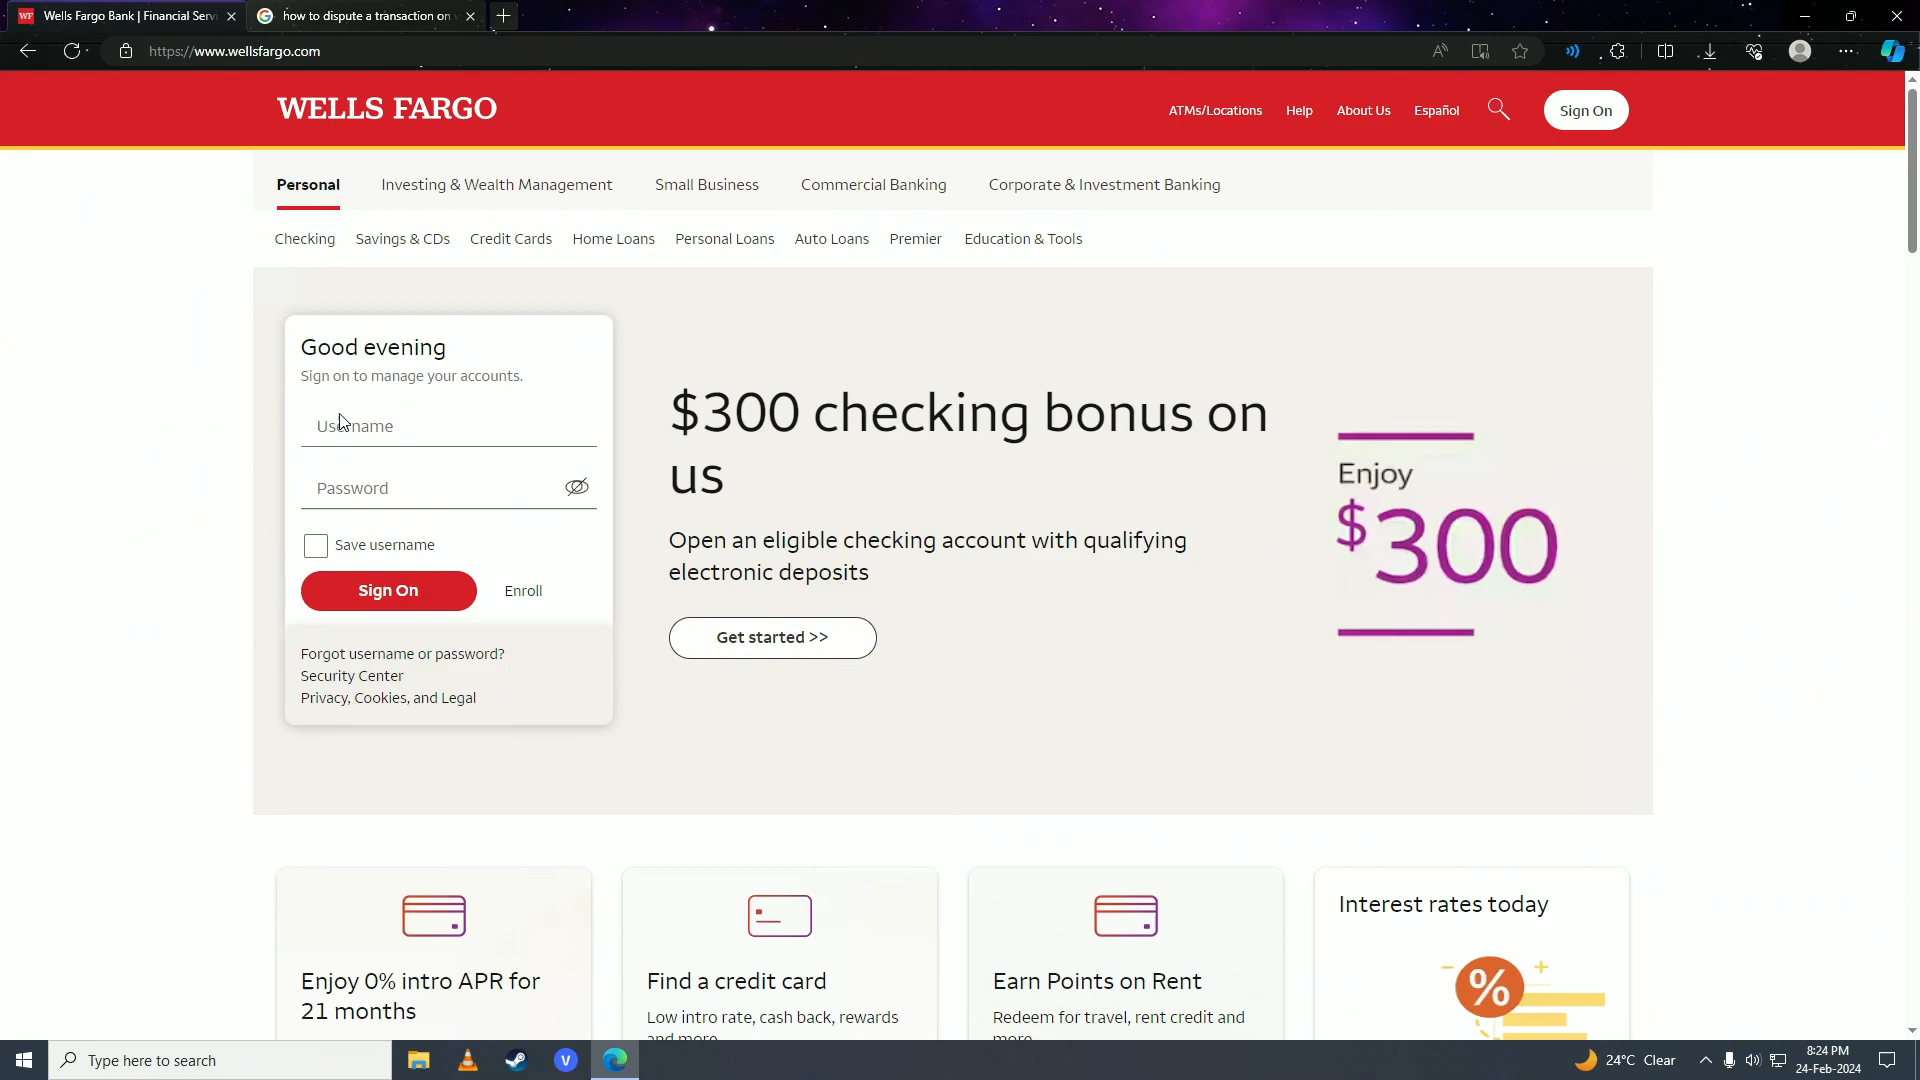 WF Wells Fargo Bank | Financial Servi
how to dispute a transaction on
https://www.wellsfargo.com
WELLS FARGO
ATMs/Locations Help About Us Español Sign On
Personal Investing & Wealth Management Small Business Commercial Banking Corporate & Investment Banking
Checking Savings & CDs Credit Cards Home Loans Personal Loans Auto Loans Premier Education & Tools
Good evening
Sign on to manage your accounts.
Username
Password
Save username
Sign On Enroll
Forgot username or password?
Security Center
Privacy, Cookies, and Legal
$300 checking bonus on
us
Open an eligible checking account with qualifying
electronic deposits
Get started >>
Enjoy
$300
Enjoy 0% intro APR for
21 months
Find a credit card
Low intro rate, cash back, rewards
and more
Earn Points on Rent
Redeem for travel, rent credit and
more
Interest rates today
%
Type here to search
V
24°C Clear
8:24 PM
24-Feb-2024